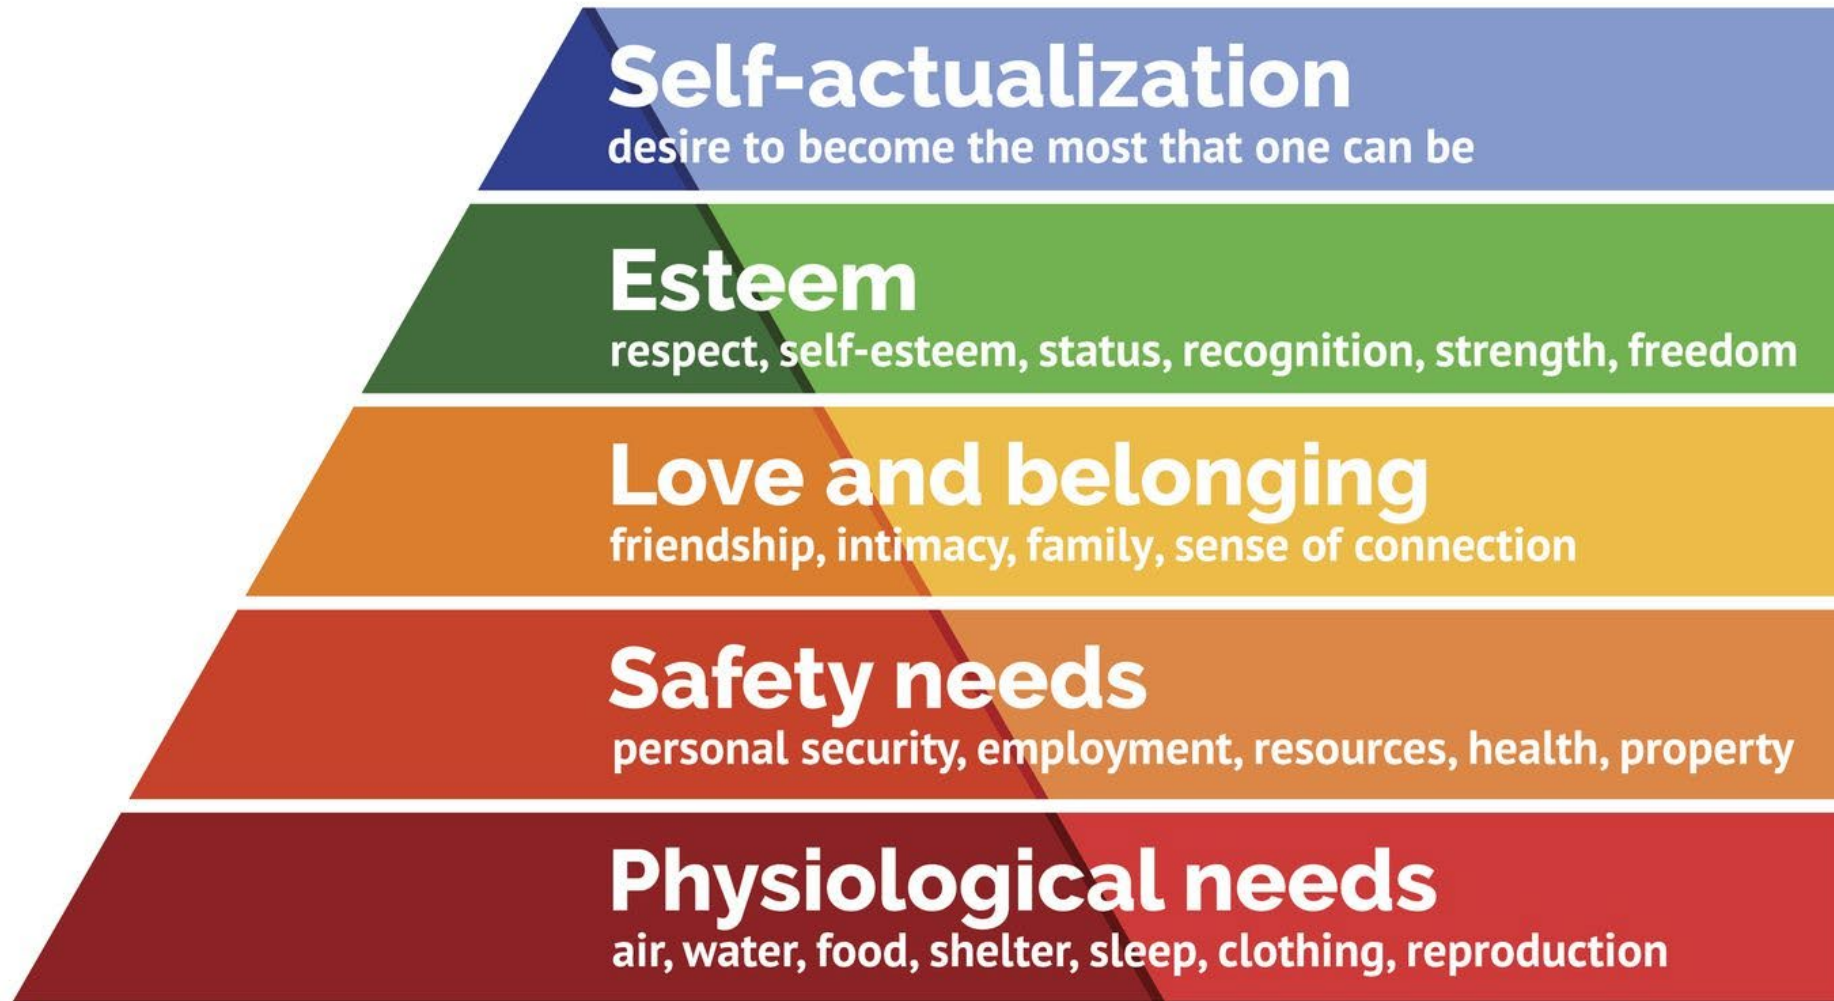 Self-actualization
desire to become the most that one can be
Esteem
respect, self-esteem, status, recognition, strength, freedom
Love and belonging
friendship, intimacy, family, sense of connection
Safety needs
personal security, employment, resources, health, property
Physiological needs
air, water, food, shelter, sleep, clothing, reproduction